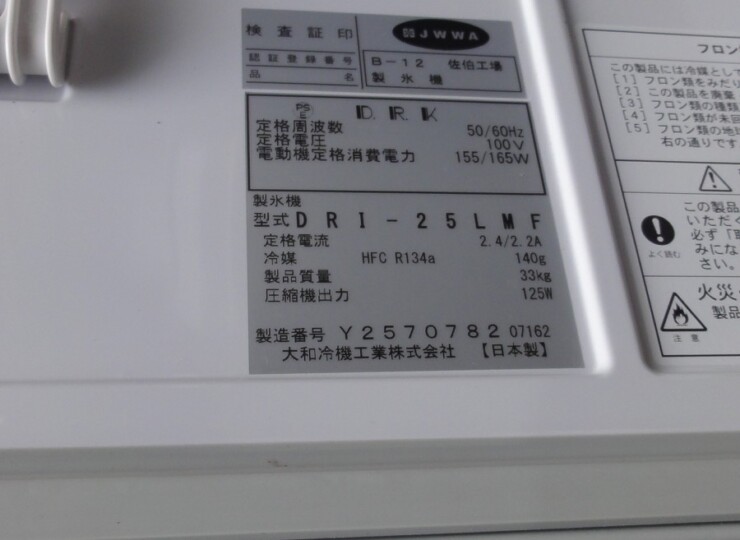 検査証印 JWWA
認証登録番号 B-12 佐伯工場
品名 製氷機
PS E D.R.K
定格周波数 50/60Hz
定格電圧 100V
電動機定格消費電力 155/165W
製氷機
型式 DRI-25LMF
定格電流 2.4/2.2A
冷媒 HFC R134a 140g
製品質量 33kg
圧縮機出力 125W
製造番号 Y2570782 07162
大和冷機工業株式会社 【日本製】
フロン
この製品には冷媒として
[1] フロン類をみだり
[2] この製品を廃棄
[3] フロン類の種類
[4] フロン類が未回
[5] フロン類の地球
右の通りです
この製品
いただく
必ず「取
みにな
さい。
よく読む
火災
製品
注意